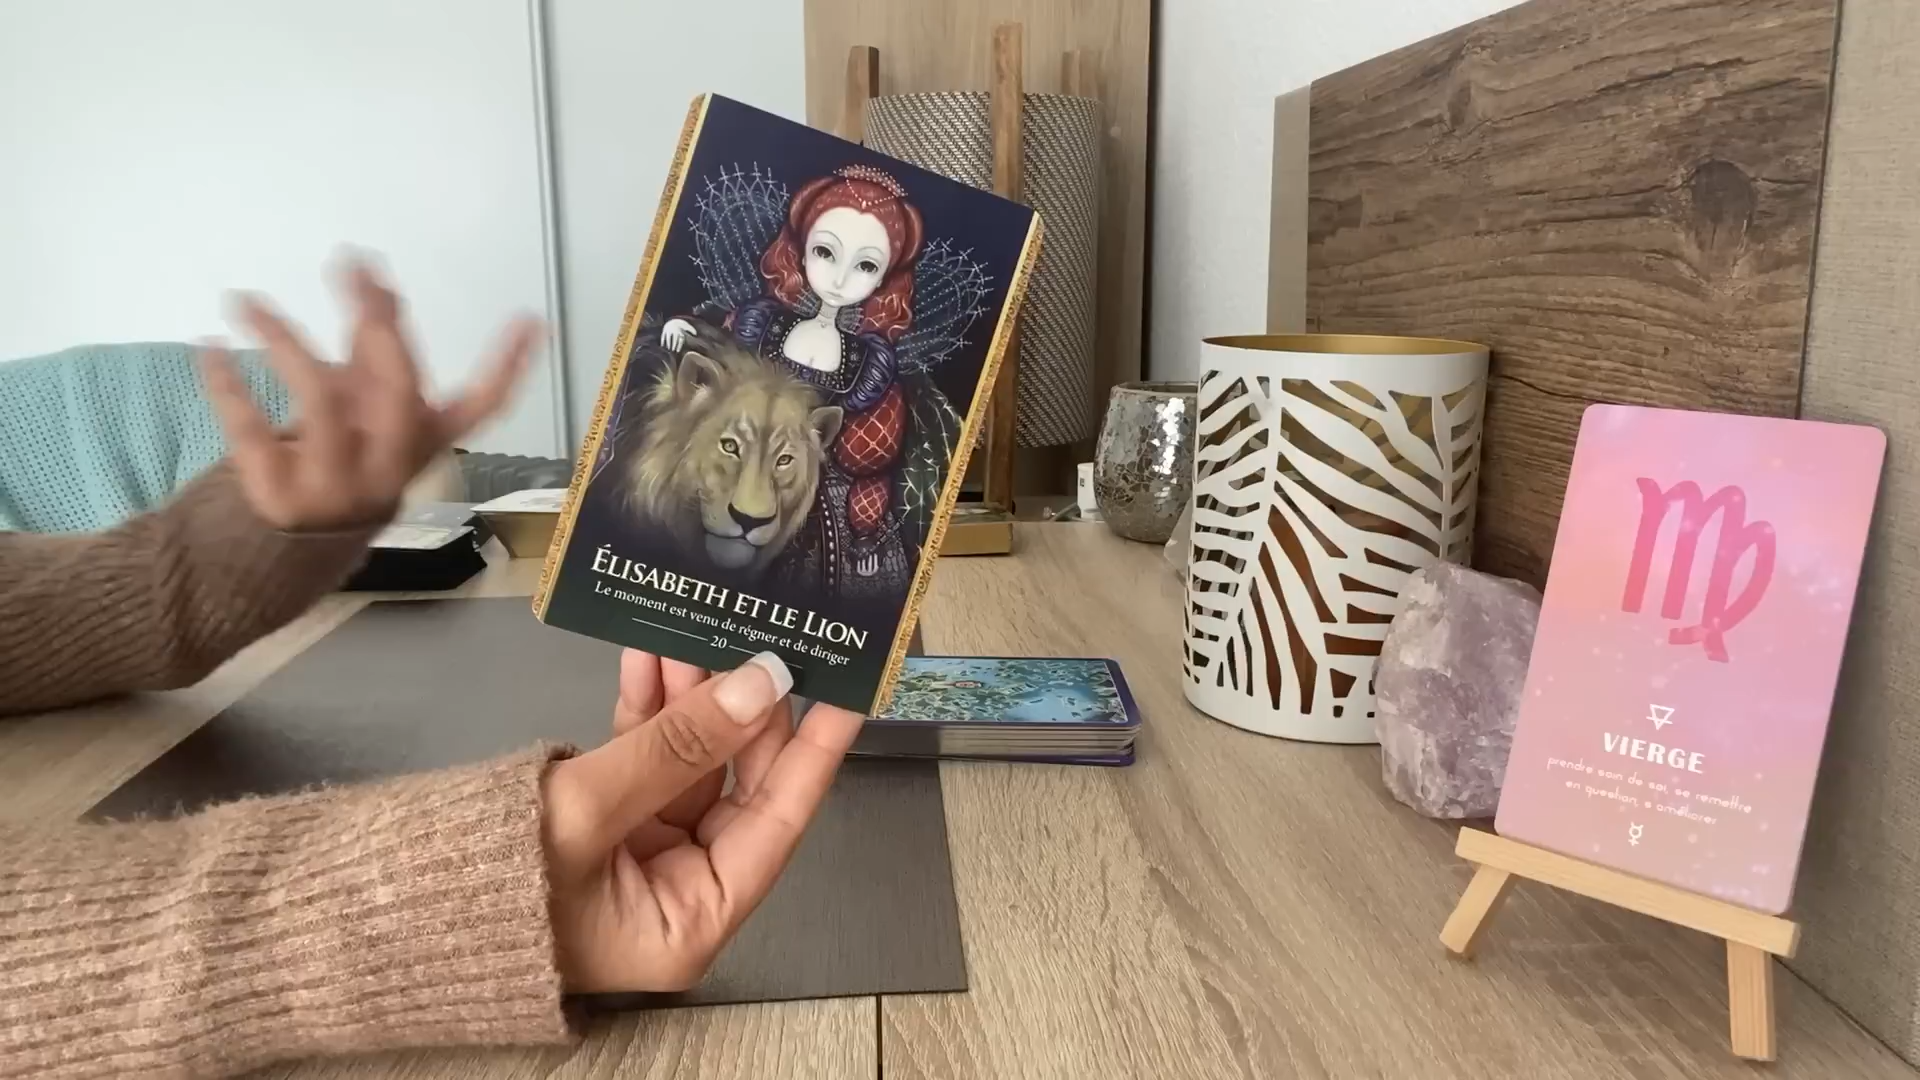 ÉLISABETH ET LE LION
Le moment est venu de régner et de diriger
20
VIERGE
prendre soin de soi, se remettre
en question, s'améliorer